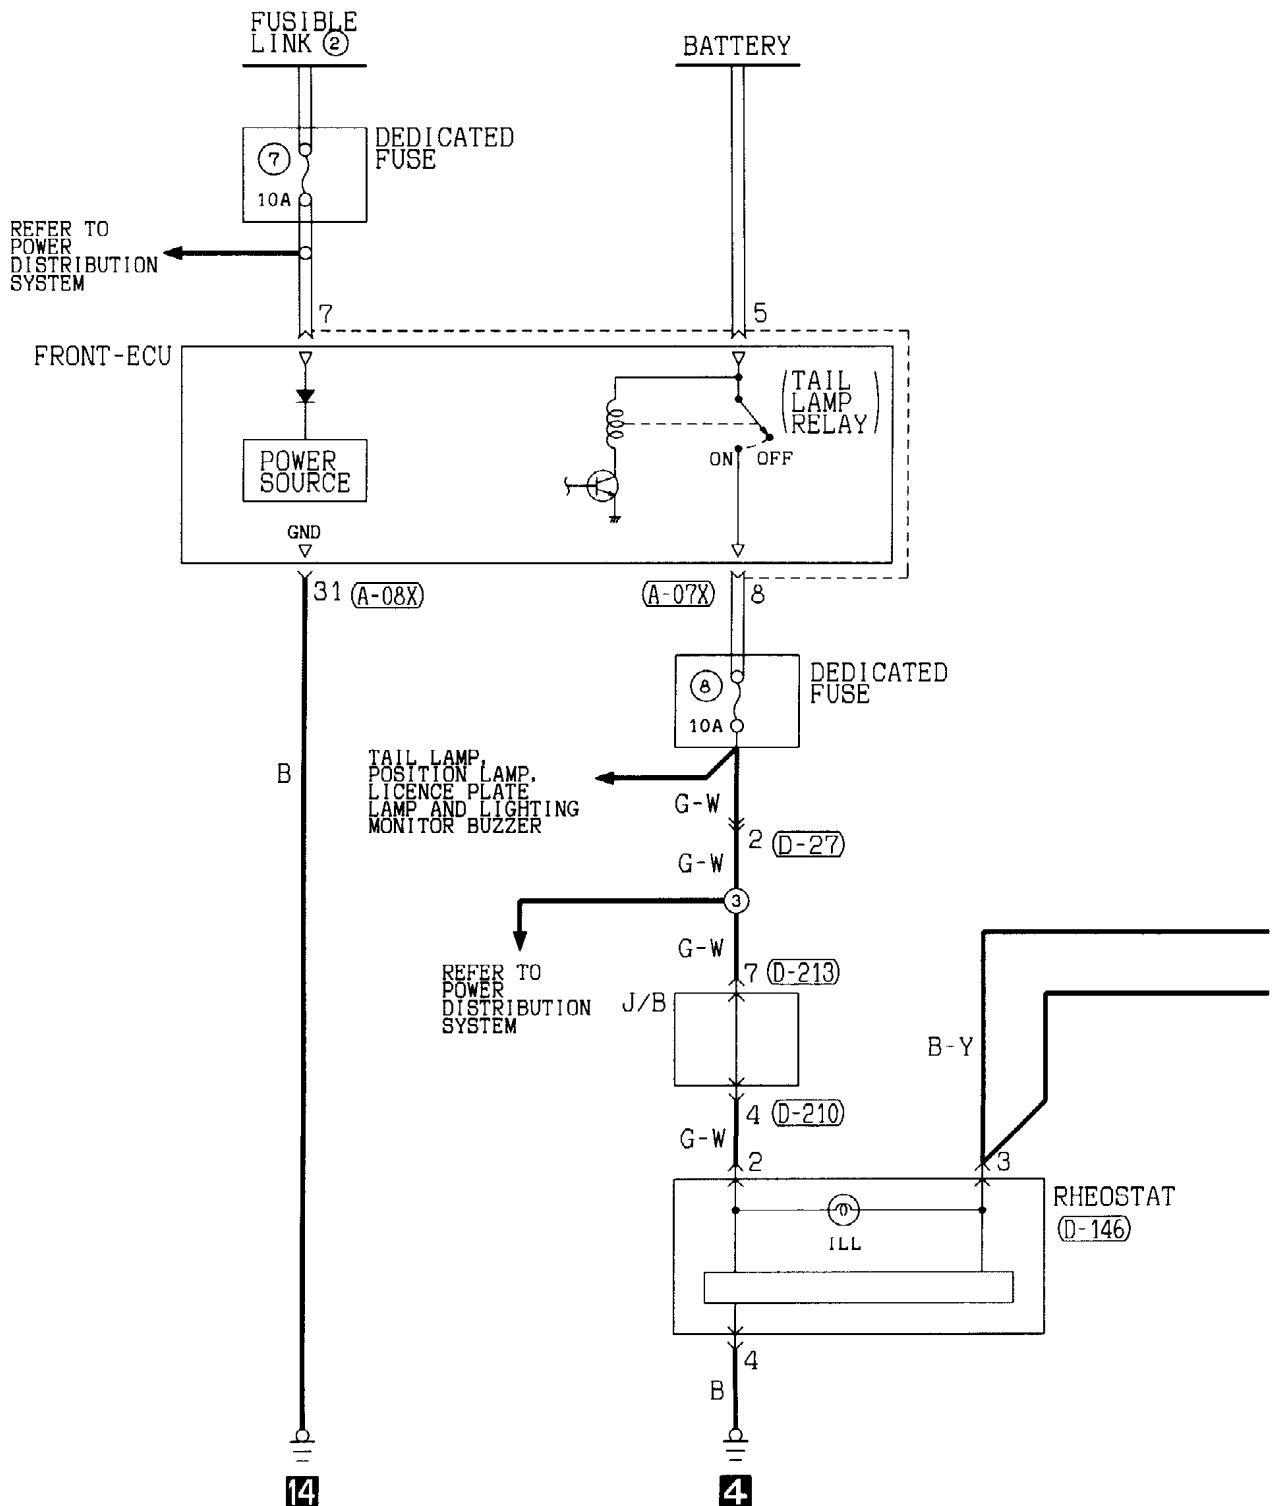 FUSIBLE
LINK ②
BATTERY
DEDICATED
FUSE
7
10A
REFER TO
POWER
DISTRIBUTION
SYSTEM
7
5
FRONT-ECU
TAIL
LAMP
RELAY
ON OFF
POWER
SOURCE
GND
31 A-08X
A-07X 8
DEDICATED
FUSE
8
10A
TAIL LAMP,
POSITION LAMP,
LICENCE PLATE
LAMP AND LIGHTING
MONITOR BUZZER
B
G-W
2 D-27
G-W
3
G-W
7 D-213
REFER TO
POWER
DISTRIBUTION
SYSTEM
J/B
B-Y
4 D-210
G-W
2
3
RHEOSTAT
D-146
ILL
4
B
14
4